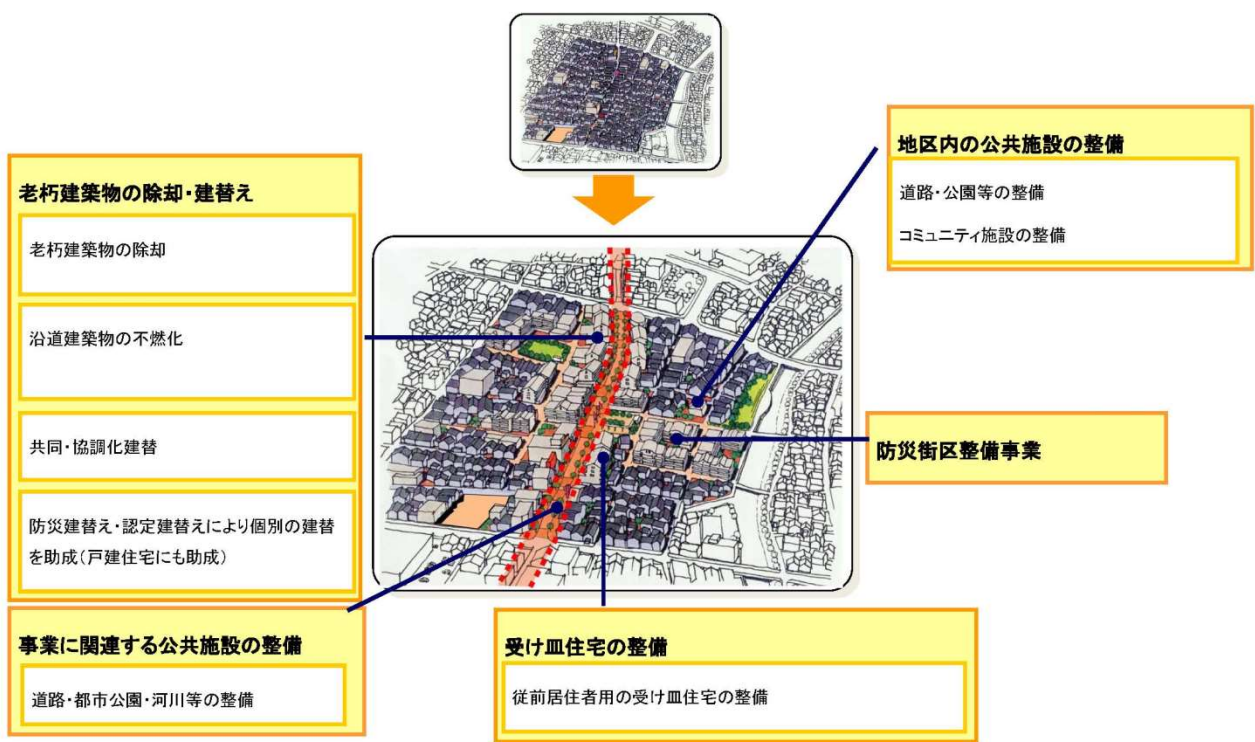 老朽建築物の除却・建替え
老朽建築物の除却
沿道建築物の不燃化
共同・協調化建替
防災建替え・認定建替えにより個別の建替
を助成(戸建住宅にも助成)
事業に関連する公共施設の整備
道路・都市公園・河川等の整備
受け皿住宅の整備
従前居住者用の受け皿住宅の整備
地区内の公共施設の整備
道路・公園等の整備
コミュニティ施設の整備
防災街区整備事業